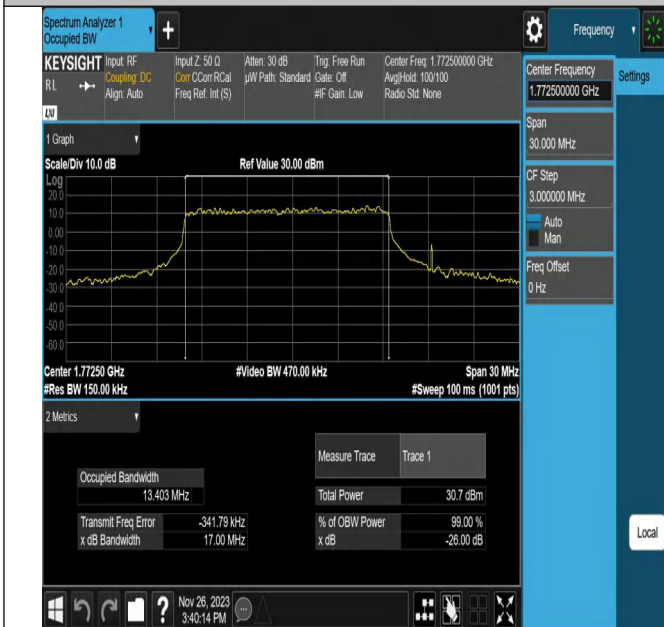 Spectrum Analyzer 1
Occupied BW
+
Frequency
KEYSIGHT
RL
LXI
Input: RF
Coupling: DC
Align: Auto
Input Z: 50 Ω
Corr CCorr RCal
Freq Ref: Int (S)
Atten: 30 dB
µW Path: Standard
Trig: Free Run
Gate: Off
#IF Gain: Low
Center Freq: 1.772500000 GHz
Avg|Hold: 100/100
Radio Std: None
1 Graph
Scale/Div 10.0 dB
Ref Value 30.00 dBm
Log
20.0
10.0
0.00
-10.0
-20.0
-30.0
-40.0
-50.0
-60.0
Center 1.77250 GHz
#Video BW 470.00 kHz
Span 30 MHz
#Res BW 150.00 kHz
#Sweep 100 ms (1001 pts)
2 Metrics
Measure Trace
Trace 1
Occupied Bandwidth
13.403 MHz
Total Power
30.7 dBm
Transmit Freq Error
-341.79 kHz
% of OBW Power
99.00 %
x dB Bandwidth
17.00 MHz
x dB
-26.00 dB
Center Frequency
1.772500000 GHz
Settings
Span
30.000 MHz
CF Step
3.000000 MHz
Auto
Man
Freq Offset
0 Hz
Local
?
Nov 26, 2023
3:40:14 PM